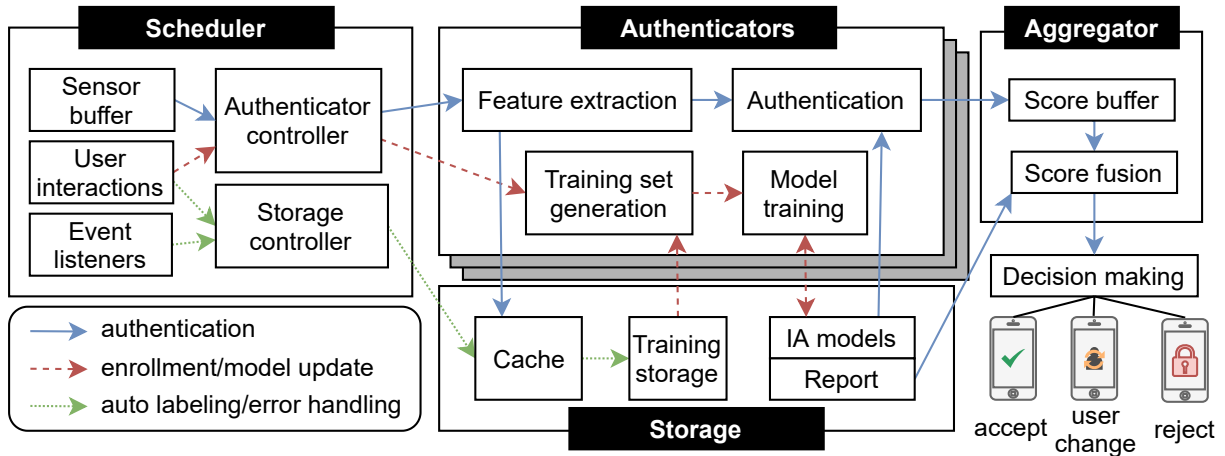 Scheduler
Sensor
buffer
User
interactions
Event
listeners
Authenticator
controller
Storage
controller
authentication
enrollment/model update
auto labeling/error handling
Authenticators
Feature extraction
Authentication
Training set
generation
Model
training
Cache
Training
storage
IA models
Report
Storage
Aggregator
Score buffer
Score fusion
Decision making
accept
user
change
reject